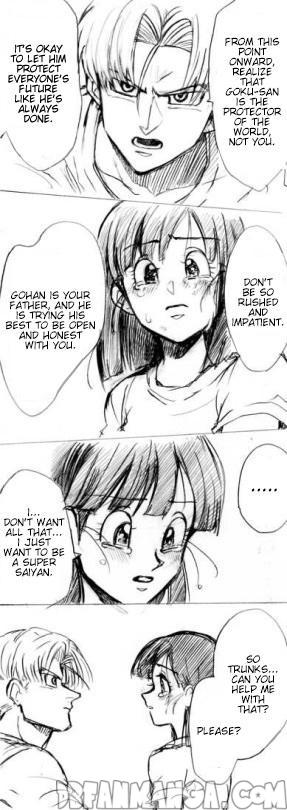 FROM THIS
POINT
ONWARD,
REALIZE
THAT
GOKU-SAN
IS THE
PROTECTOR
OF THE
WORLD,
NOT YOU.
IT'S OKAY
TO LET HIM
PROTECT
EVERYONE'S
FUTURE
LIKE HE'S
ALWAYS
DONE.
DON'T
BE SO
RUSHED
AND
IMPATIENT.
GOHAN IS YOUR
FATHER, AND HE
IS TRYING HIS
BEST TO BE OPEN
AND HONEST
WITH YOU.
.....
I...
DON'T WANT
ALL THAT...
I JUST
WANT TO BE
A SUPER
SAIYAN.
SO
TRUNKS...
CAN YOU
HELP ME
WITH
THAT?
PLEASE?
DBFANMANGA.COM